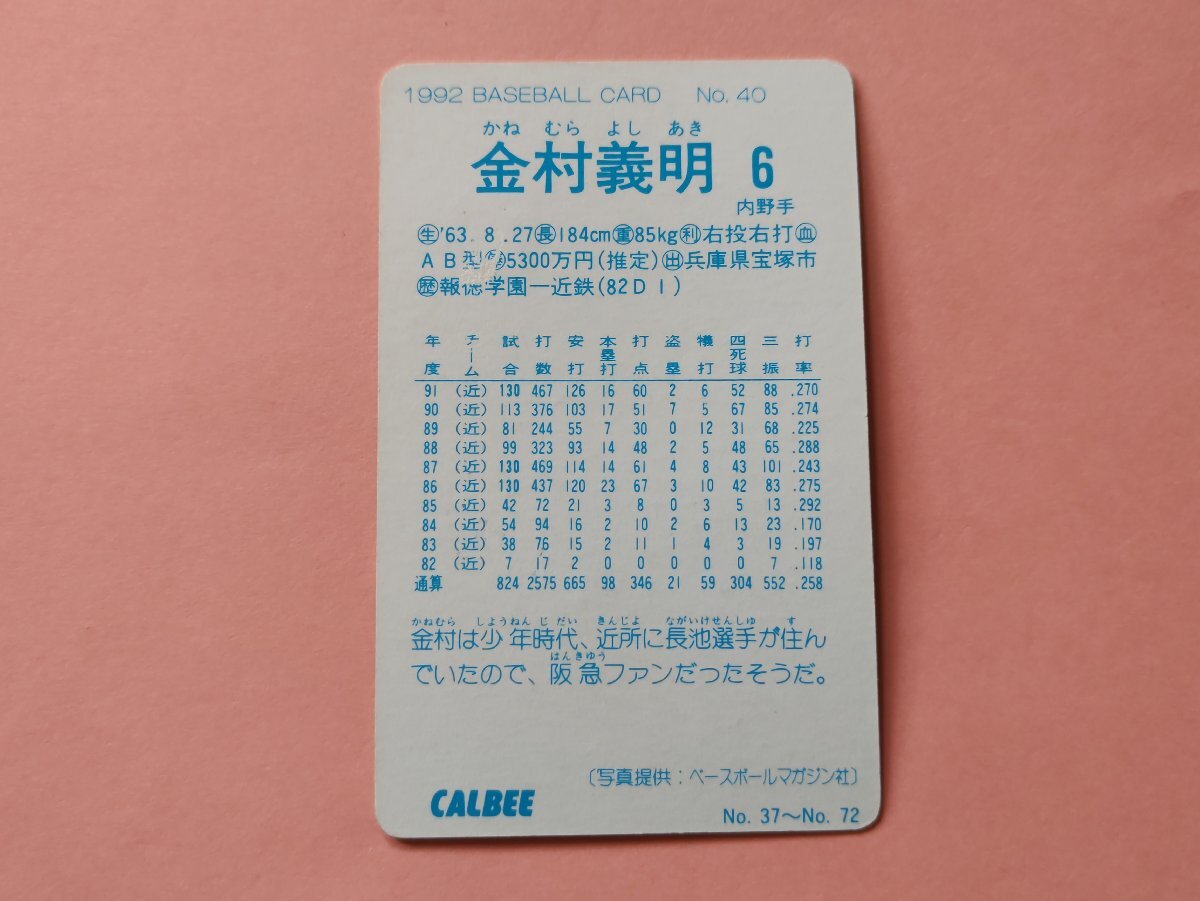 1992 BASEBALL CARD No. 40
かね むら よし あき
金村義明 6
内野手
生'63. 8.27長184cm重85kg利右投右打血
AB型 5300万円(推定)出兵庫県宝塚市
歴報徳学園―近鉄(82D1)
年度 チーム 試合 打数 安打 本塁打 打点 盗塁 犠打 四死球 三振 打率
91 (近) 130 467 126 16 60 2 6 52 88 .270
90 (近) 113 376 103 17 51 7 5 67 85 .274
89 (近) 81 244 55 7 30 0 12 31 68 .225
88 (近) 99 323 93 14 48 2 5 48 65 .288
87 (近) 130 469 114 14 61 4 8 43 101 .243
86 (近) 130 437 120 23 67 3 10 42 83 .275
85 (近) 42 72 21 3 8 0 3 5 13 .292
84 (近) 54 94 16 2 10 2 6 13 23 .170
83 (近) 38 76 15 2 11 1 4 3 19 .197
82 (近) 7 17 2 0 0 0 0 0 7 .118
通算 824 2575 665 98 346 21 59 304 552 .258
かねむら しようねん じ だい きんじよ ながいけせんしゆ す
金村は少年時代、近所に長池選手が住ん
はんきゆう
でいたので、阪急ファンだったそうだ。
〔写真提供：ベースボールマガジン社〕
CALBEE
No. 37〜No. 72